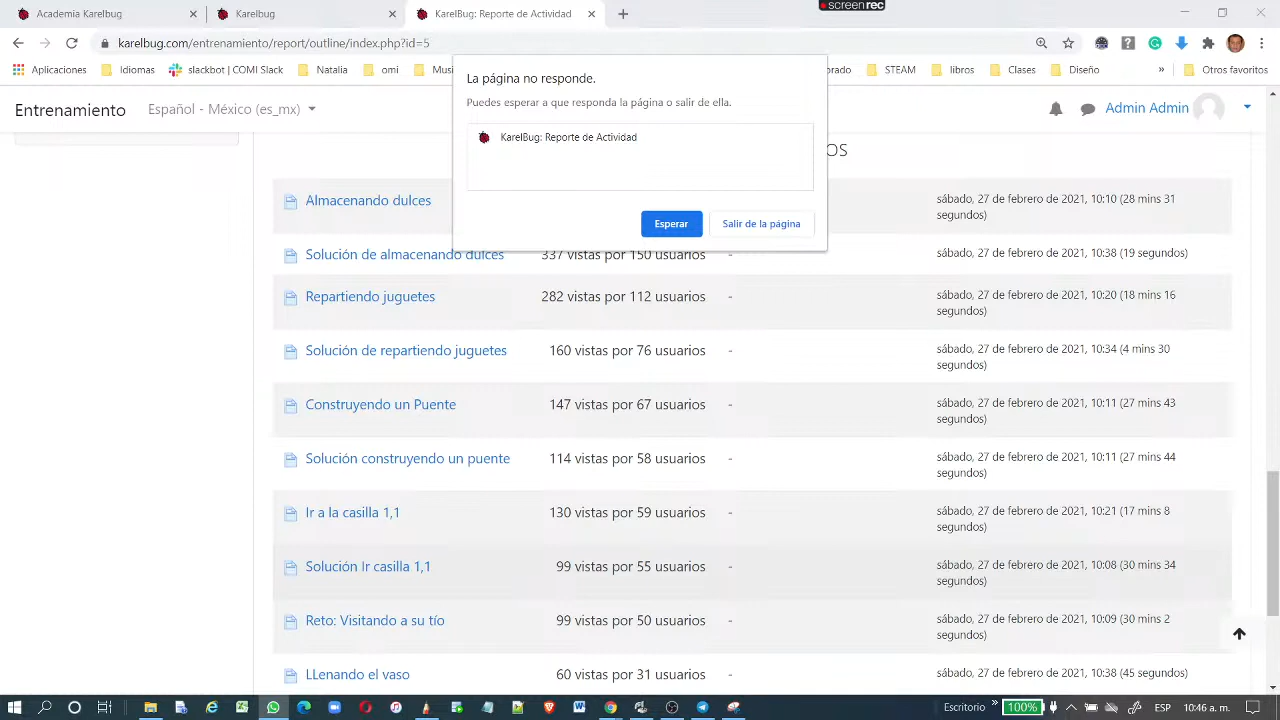 screenrec
Academia Karelbug
Karelbug
KarelBug: Reporte de Actividad
karelbug.com/entrenamiento/report/outline/index.php?id=5
Aplicaciones
Idiomas
slackbot | COMI Slack
Natalia
omi
STEAM
libros
Clases
Diseño
»
Otros favoritos
La página no responde.
Puedes esperar a que responda la página o salir de ella.
KarelBug: Reporte de Actividad
Esperar
Salir de la página
Entrenamiento
Español - México (es_mx)
Admin Admin
OS
Almacenando dulces
sábado, 27 de febrero de 2021, 10:10 (28 mins 31
segundos)
Solución de almacenando dulces 337 vistas por 150 usuarios - sábado, 27 de febrero de 2021, 10:38 (19 segundos)
Repartiendo juguetes 282 vistas por 112 usuarios - sábado, 27 de febrero de 2021, 10:20 (18 mins 16
segundos)
Solución de repartiendo juguetes 160 vistas por 76 usuarios - sábado, 27 de febrero de 2021, 10:34 (4 mins 30
segundos)
Construyendo un Puente 147 vistas por 67 usuarios - sábado, 27 de febrero de 2021, 10:11 (27 mins 43
segundos)
Solución construyendo un puente 114 vistas por 58 usuarios - sábado, 27 de febrero de 2021, 10:11 (27 mins 44
segundos)
Ir a la casilla 1,1 130 vistas por 59 usuarios - sábado, 27 de febrero de 2021, 10:21 (17 mins 8
segundos)
Solución Ir casilla 1,1 99 vistas por 55 usuarios - sábado, 27 de febrero de 2021, 10:08 (30 mins 34
segundos)
Reto: Visitando a su tío 99 vistas por 50 usuarios - sábado, 27 de febrero de 2021, 10:09 (30 mins 2
segundos)
LLenando el vaso 60 vistas por 31 usuarios - sábado, 27 de febrero de 2021, 10:38 (45 segundos)
Escritorio » 100% ESP 10:46 a. m.